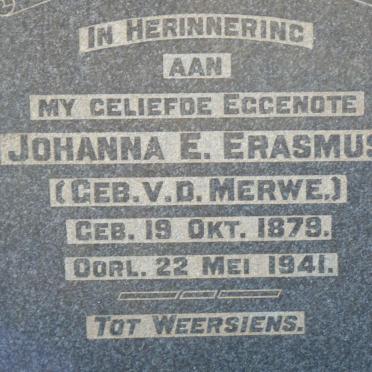 IN HERINNERING
AAN
MY GELIEFDE EGGENOTE
JOHANNA E. ERASMUS
(GEB. V.D. MERWE.)
GEB. 19 OKT. 1879.
OORL. 22 MEI 1941.
TOT WEERSIENS.